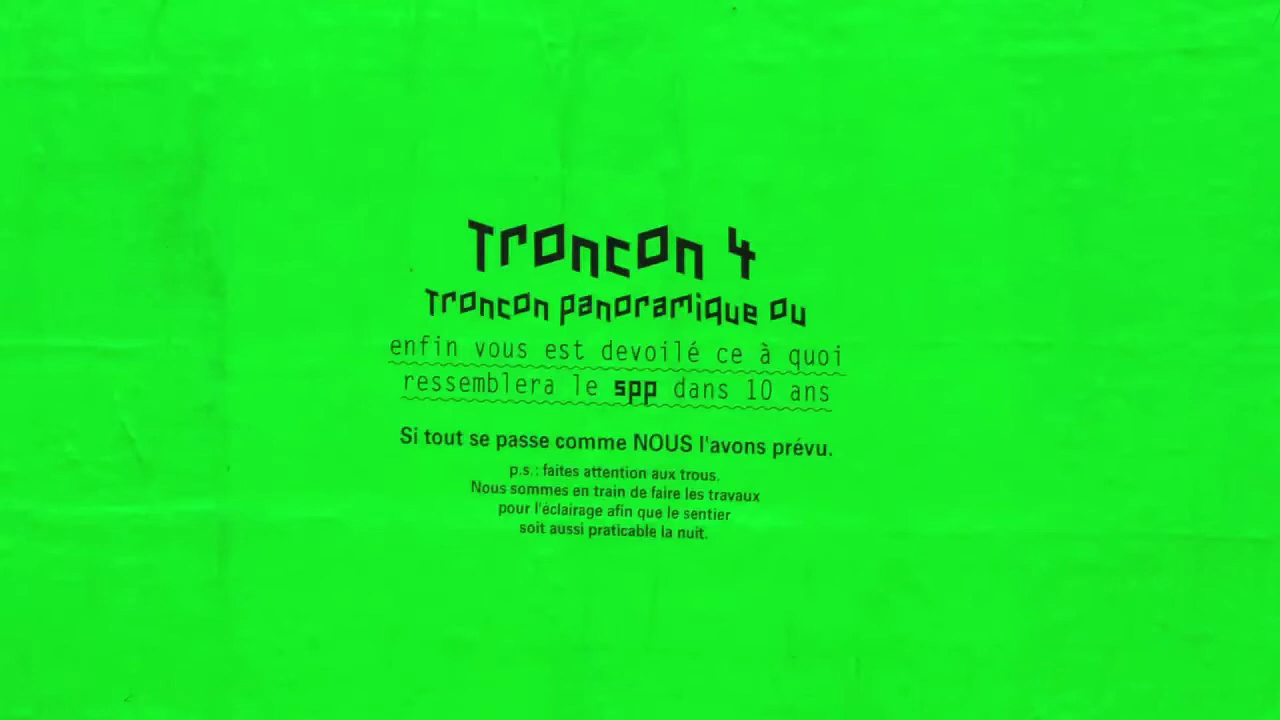 Troncon 4
Troncon panoramique ou
enfin vous est devoilé ce à quoi
ressemblera le spp dans 10 ans
Si tout se passe comme NOUS l'avons prévu.
p.s.: faites attention aux trous.
Nous sommes en train de faire les travaux
pour l'éclairage afin que le sentier
soit aussi praticable la nuit.